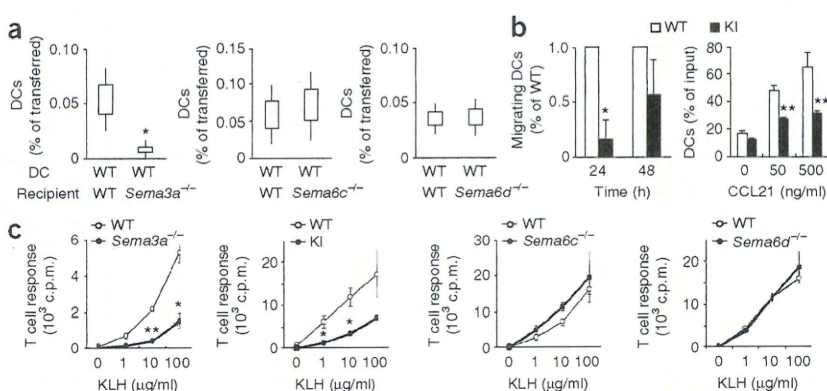 a
DCs
(% of transferred)
0.10
0.05
0
DC WT WT
Recipient WT Sema3a⁻/⁻
DCs
(% of transferred)
0.15
0.10
0.05
0
WT WT
WT Sema6c⁻/⁻
DCs
(% of transferred)
0.10
0.05
0
WT WT
WT Sema6d⁻/⁻
*
b
WT KI
Migrating DCs
(% of WT)
1.0
0.5
0
*
24 48
Time (h)
DCs (% of input)
80
60
40
20
0
** **
0 50 500
CCL21 (ng/ml)
c
WT
Sema3a⁻/⁻
T cell response
(10³ c.p.m.)
6
4
2
0
** *
0 1 10 100
KLH (µg/ml)
WT
KI
T cell response
(10³ c.p.m.)
20
10
0
* *
0 1 10 100
KLH (µg/ml)
WT
Sema6c⁻/⁻
T cell response
(10³ c.p.m.)
30
20
10
0
0 1 10 100
KLH (µg/ml)
WT
Sema6d⁻/⁻
T cell response
(10³ c.p.m.)
20
10
0
0 1 10 100
KLH (µg/ml)